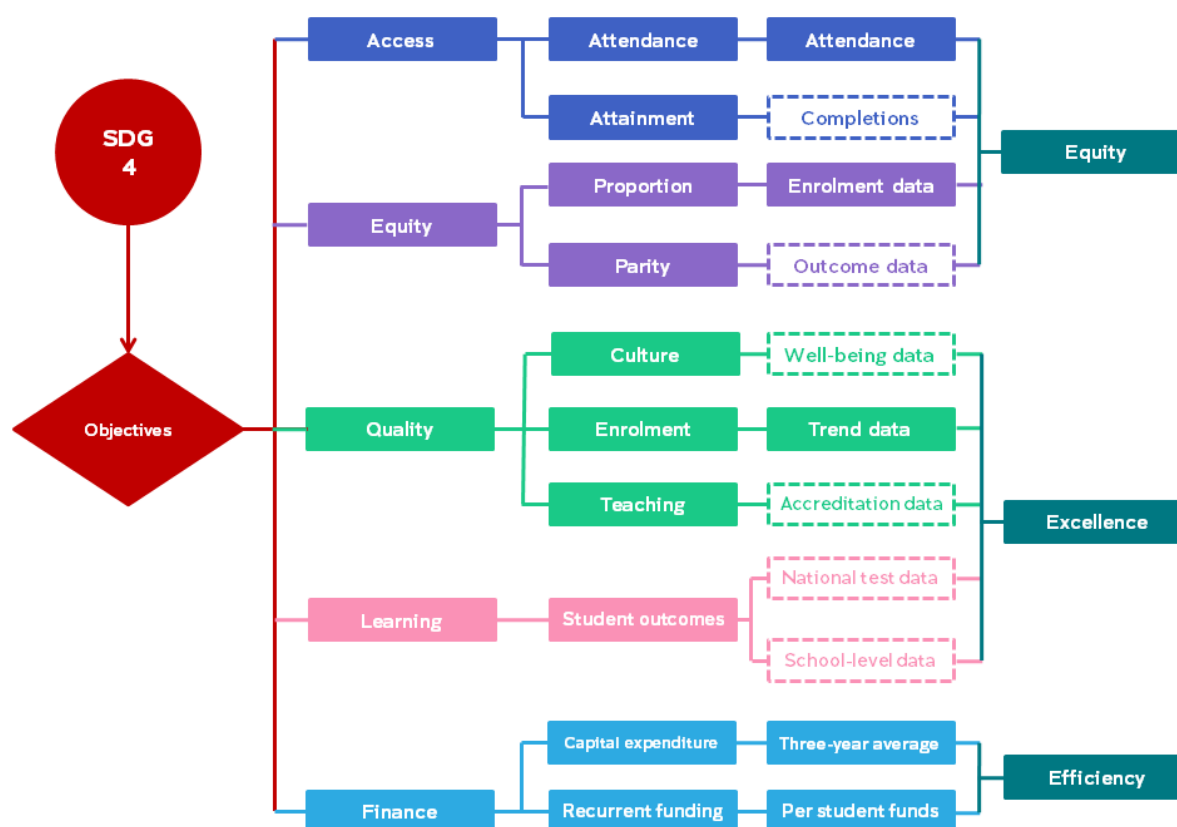 SDG
4
Objectives
Access
Attendance
Attendance
Attainment
Completions
Equity
Proportion
Enrolment data
Equity
Parity
Outcome data
Culture
Well-being data
Quality
Enrolment
Trend data
Teaching
Accreditation data
Excellence
National test data
Learning
Student outcomes
School-level data
Capital expenditure
Three-year average
Efficiency
Finance
Recurrent funding
Per student funds